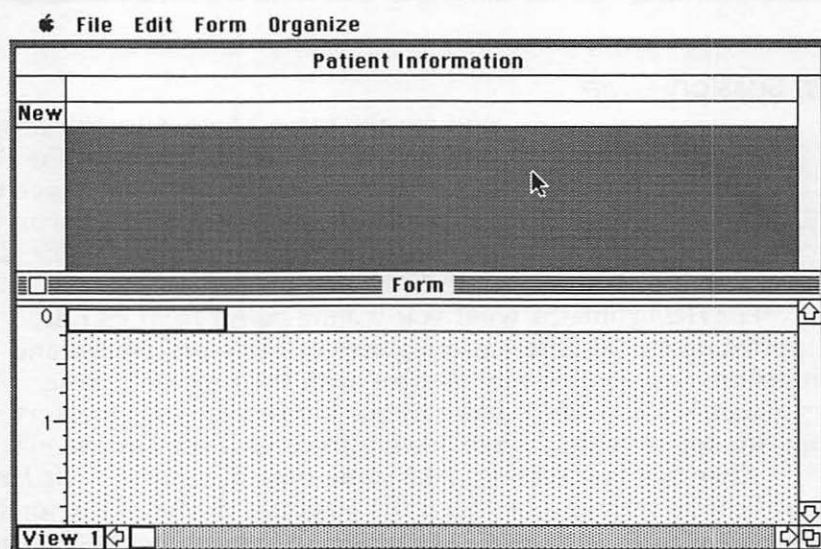 File Edit Form Organize
Patient Information
New
Form
0
1
View 1